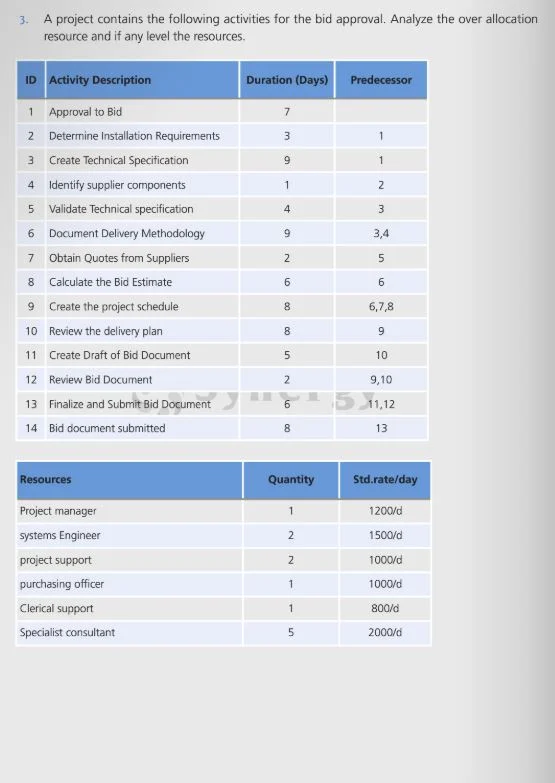 3. A project contains the following activities for the bid approval. Analyze the over allocation
resource and if any level the resources.
ID Activity Description Duration (Days) Predecessor
1 Approval to Bid 7
2 Determine Installation Requirements 3 1
3 Create Technical Specification 9 1
4 Identify supplier components 1 2
5 Validate Technical specification 4 3
6 Document Delivery Methodology 9 3,4
7 Obtain Quotes from Suppliers 2 5
8 Calculate the Bid Estimate 6 6
9 Create the project schedule 8 6,7,8
10 Review the delivery plan 8 9
11 Create Draft of Bid Document 5 10
12 Review Bid Document 2 9,10
13 Finalize and Submit Bid Document 6 11,12
14 Bid document submitted 8 13
Resources Quantity Std.rate/day
Project manager 1 1200/d
systems Engineer 2 1500/d
project support 2 1000/d
purchasing officer 1 1000/d
Clerical support 1 800/d
Specialist consultant 5 2000/d